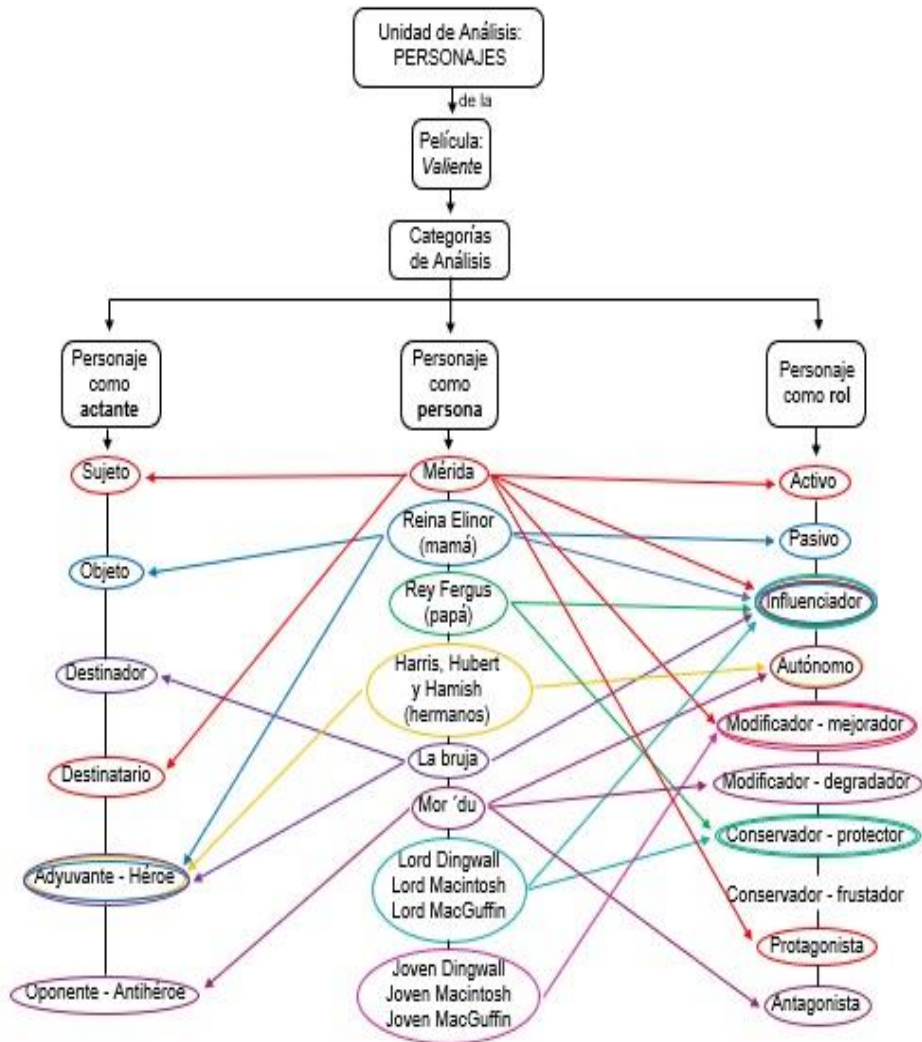 Unidad de Análisis:
PERSONAJES
de la
Película:
Valiente
Categorías
de Análisis
Personaje
como
actante
Personaje
como
persona
Personaje
como rol
Sujeto
Objeto
Destinador
Destinatario
Adyuvante - Héroe
Oponente - Antihéroe
Mérida
Reina Elinor
(mamá)
Rey Fergus
(papá)
Harris, Hubert
y Hamish
(hermanos)
La bruja
Mor ´du
Lord Dingwall
Lord Macintosh
Lord MacGuffin
Joven Dingwall
Joven Macintosh
Joven MacGuffin
Activo
Pasivo
Influenciador
Autónomo
Modificador - mejorador
Modificador - degradador
Conservador - protector
Conservador - frustador
Protagonista
Antagonista